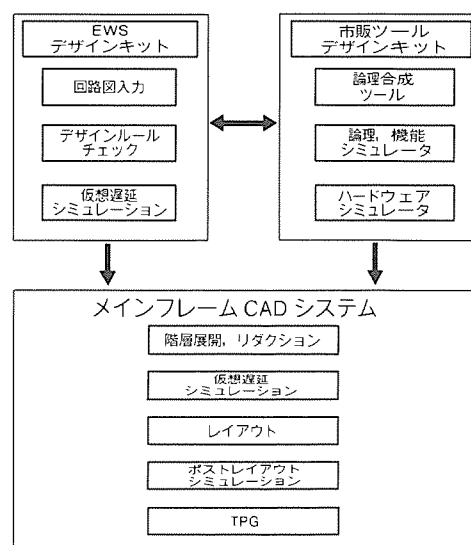 EWS
デザインキット
回路図入力
デザインルール
チェック
仮想遅延
シミュレーション
市販ツール
デザインキット
論理合成
ツール
論理，機能
シミュレータ
ハードウェア
シミュレータ
メインフレーム CAD システム
階層展開，リダクション
仮想遅延
シミュレーション
レイアウト
ポストレイアウト
シミュレーション
TPG